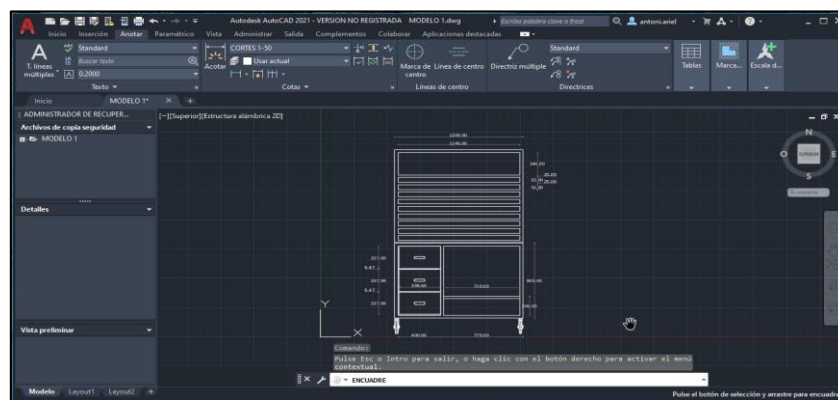 Autodesk AutoCAD 2021 - VERSION NO REGISTRADA MODELO 1.dwg
Escriba palabra clave o frase
antoni.ariel
Inicio Inserción Anotar Paramétrico Vista Administrar Salida Complementos Colaborar Aplicaciones destacadas
Standard
Buscar texto
0.2000
T. líneas
múltiples
Texto
Acotar
CORTES 1-50
Usar actual
Cotas
Marca de
centro
Línea de centro
Líneas de centro
Directriz múltiple
Standard
Directrices
Tablas
Marca...
Escala d...
Inicio
MODELO 1*
ADMINISTRADOR DE RECUPER...
Archivos de copia seguridad
MODELO 1
Detalles
Vista preliminar
[−][Superior][Estructura alámbrica 2D]
N
O
E
S
Y
X
Comando:
Pulse Esc o Intro para salir, o haga clic con el botón derecho para activar el menú
contextual.
ENCUADRE
Modelo Layout1 Layout2 +
Pulse el botón de selección y arrastre para encuadre